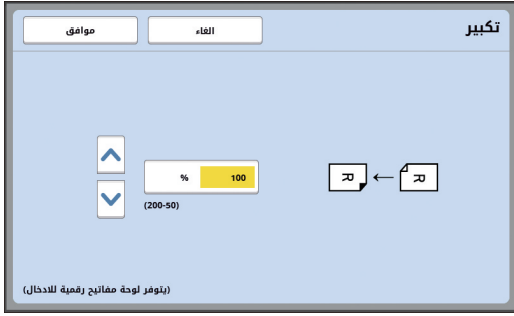 تكبير
الغاء
موافق
R ← R
100 %
(200-50)
(يتوفر لوحة مفاتيح رقمية للادخال)